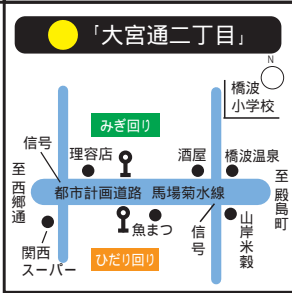 「大宮通二丁目」
N
橋波
小学校
みぎ回り
信号
理容店
酒屋
橋波温泉
至西郷通
都市計画道路 馬場菊水線
至殿島町
魚まつ
信号
山岸米穀
関西
スーパー
ひだり回り